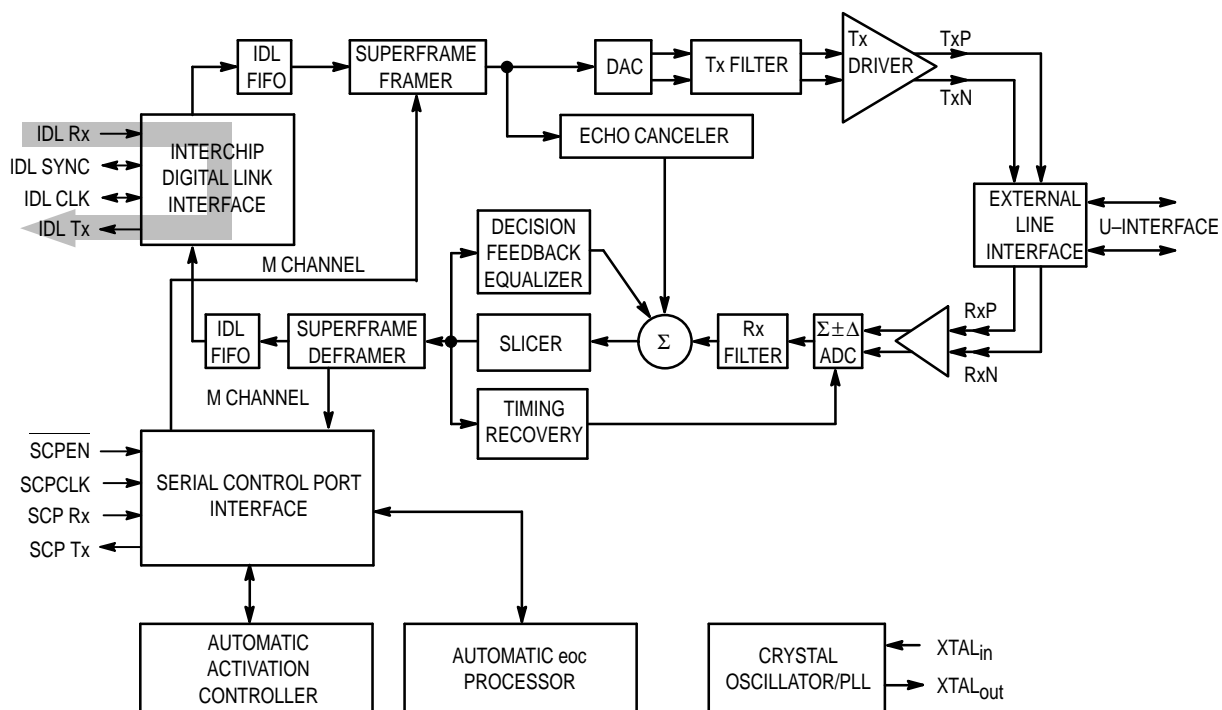 IDL
FIFO
SUPERFRAME
FRAMER
DAC
Tx FILTER
Tx
DRIVER
TxP
TxN
ECHO CANCELER
IDL Rx
IDL SYNC
IDL CLK
IDL Tx
INTERCHIP
DIGITAL LINK
INTERFACE
EXTERNAL
LINE
INTERFACE
U–INTERFACE
M CHANNEL
DECISION
FEEDBACK
EQUALIZER
IDL
FIFO
SUPERFRAME
DEFRAMER
SLICER
Σ
Rx
FILTER
Σ±Δ
ADC
RxP
RxN
M CHANNEL
TIMING
RECOVERY
SCPEN
SCPCLK
SCP Rx
SCP Tx
SERIAL CONTROL PORT
INTERFACE
AUTOMATIC
ACTIVATION
CONTROLLER
AUTOMATIC eoc
PROCESSOR
CRYSTAL
OSCILLATOR/PLL
XTALin
XTALout